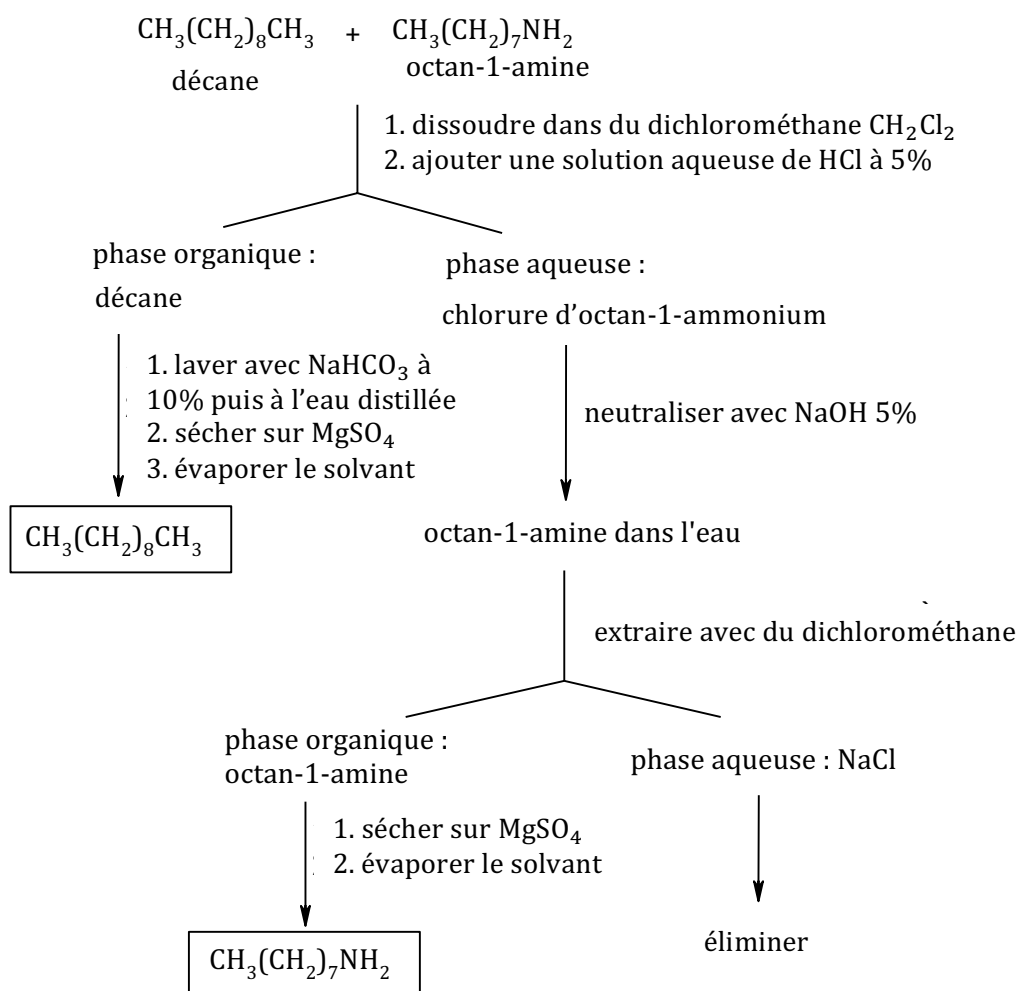 CH₃(CH₂)₈CH₃ + CH₃(CH₂)₇NH₂
décane octan-1-amine
1. dissoudre dans du dichlorométhane CH₂Cl₂
2. ajouter une solution aqueuse de HCl à 5%
phase organique :
décane
phase aqueuse :
chlorure d’octan-1-ammonium
1. laver avec NaHCO₃ à
10% puis à l’eau distillée
2. sécher sur MgSO₄
3. évaporer le solvant
neutraliser avec NaOH 5%
CH₃(CH₂)₈CH₃
octan-1-amine dans l'eau
extraire avec du dichlorométhane
phase organique :
octan-1-amine
phase aqueuse : NaCl
1. sécher sur MgSO₄
2. évaporer le solvant
éliminer
CH₃(CH₂)₇NH₂